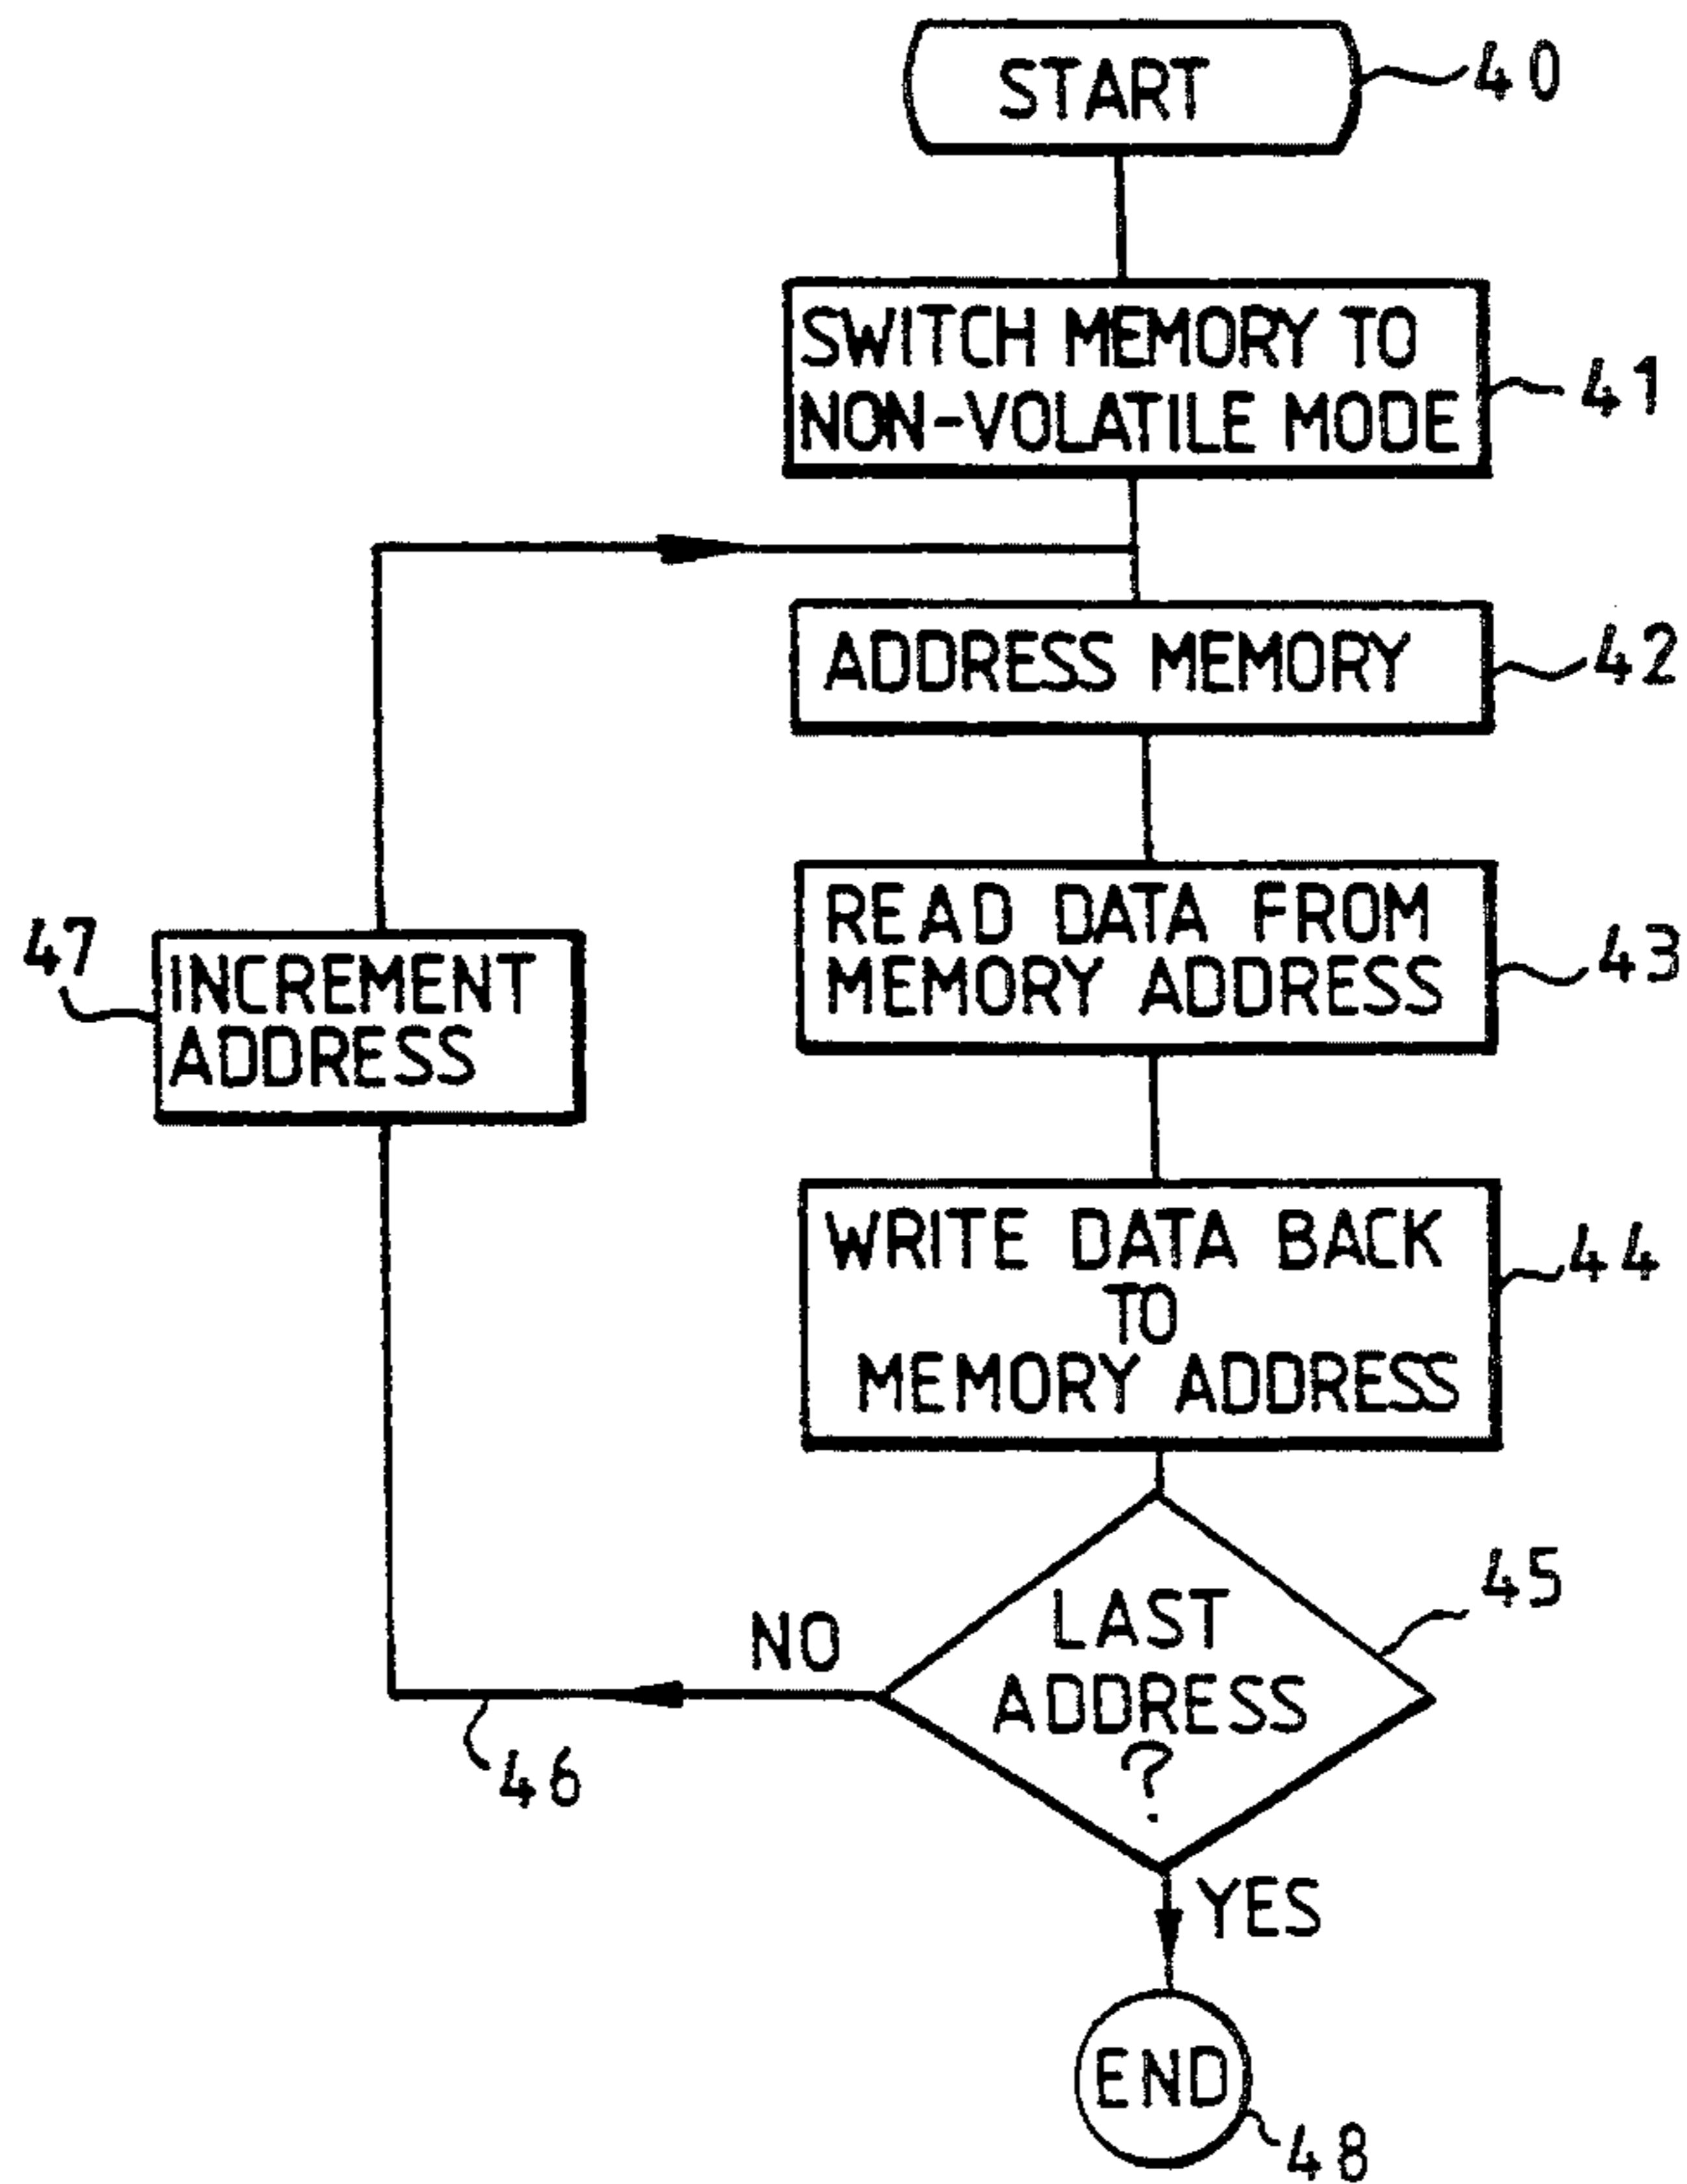 START
40
SWITCH MEMORY TO
NON-VOLATILE MODE
41
ADDRESS MEMORY
42
READ DATA FROM
MEMORY ADDRESS
43
47
INCREMENT
ADDRESS
WRITE DATA BACK
TO
MEMORY ADDRESS
44
LAST
ADDRESS
?
45
NO
46
YES
END
48